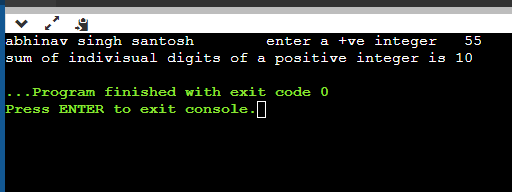 abhinav singh santosh         enter a +ve integer   55
sum of indivisual digits of a positive integer is 10
...Program finished with exit code 0
Press ENTER to exit console.